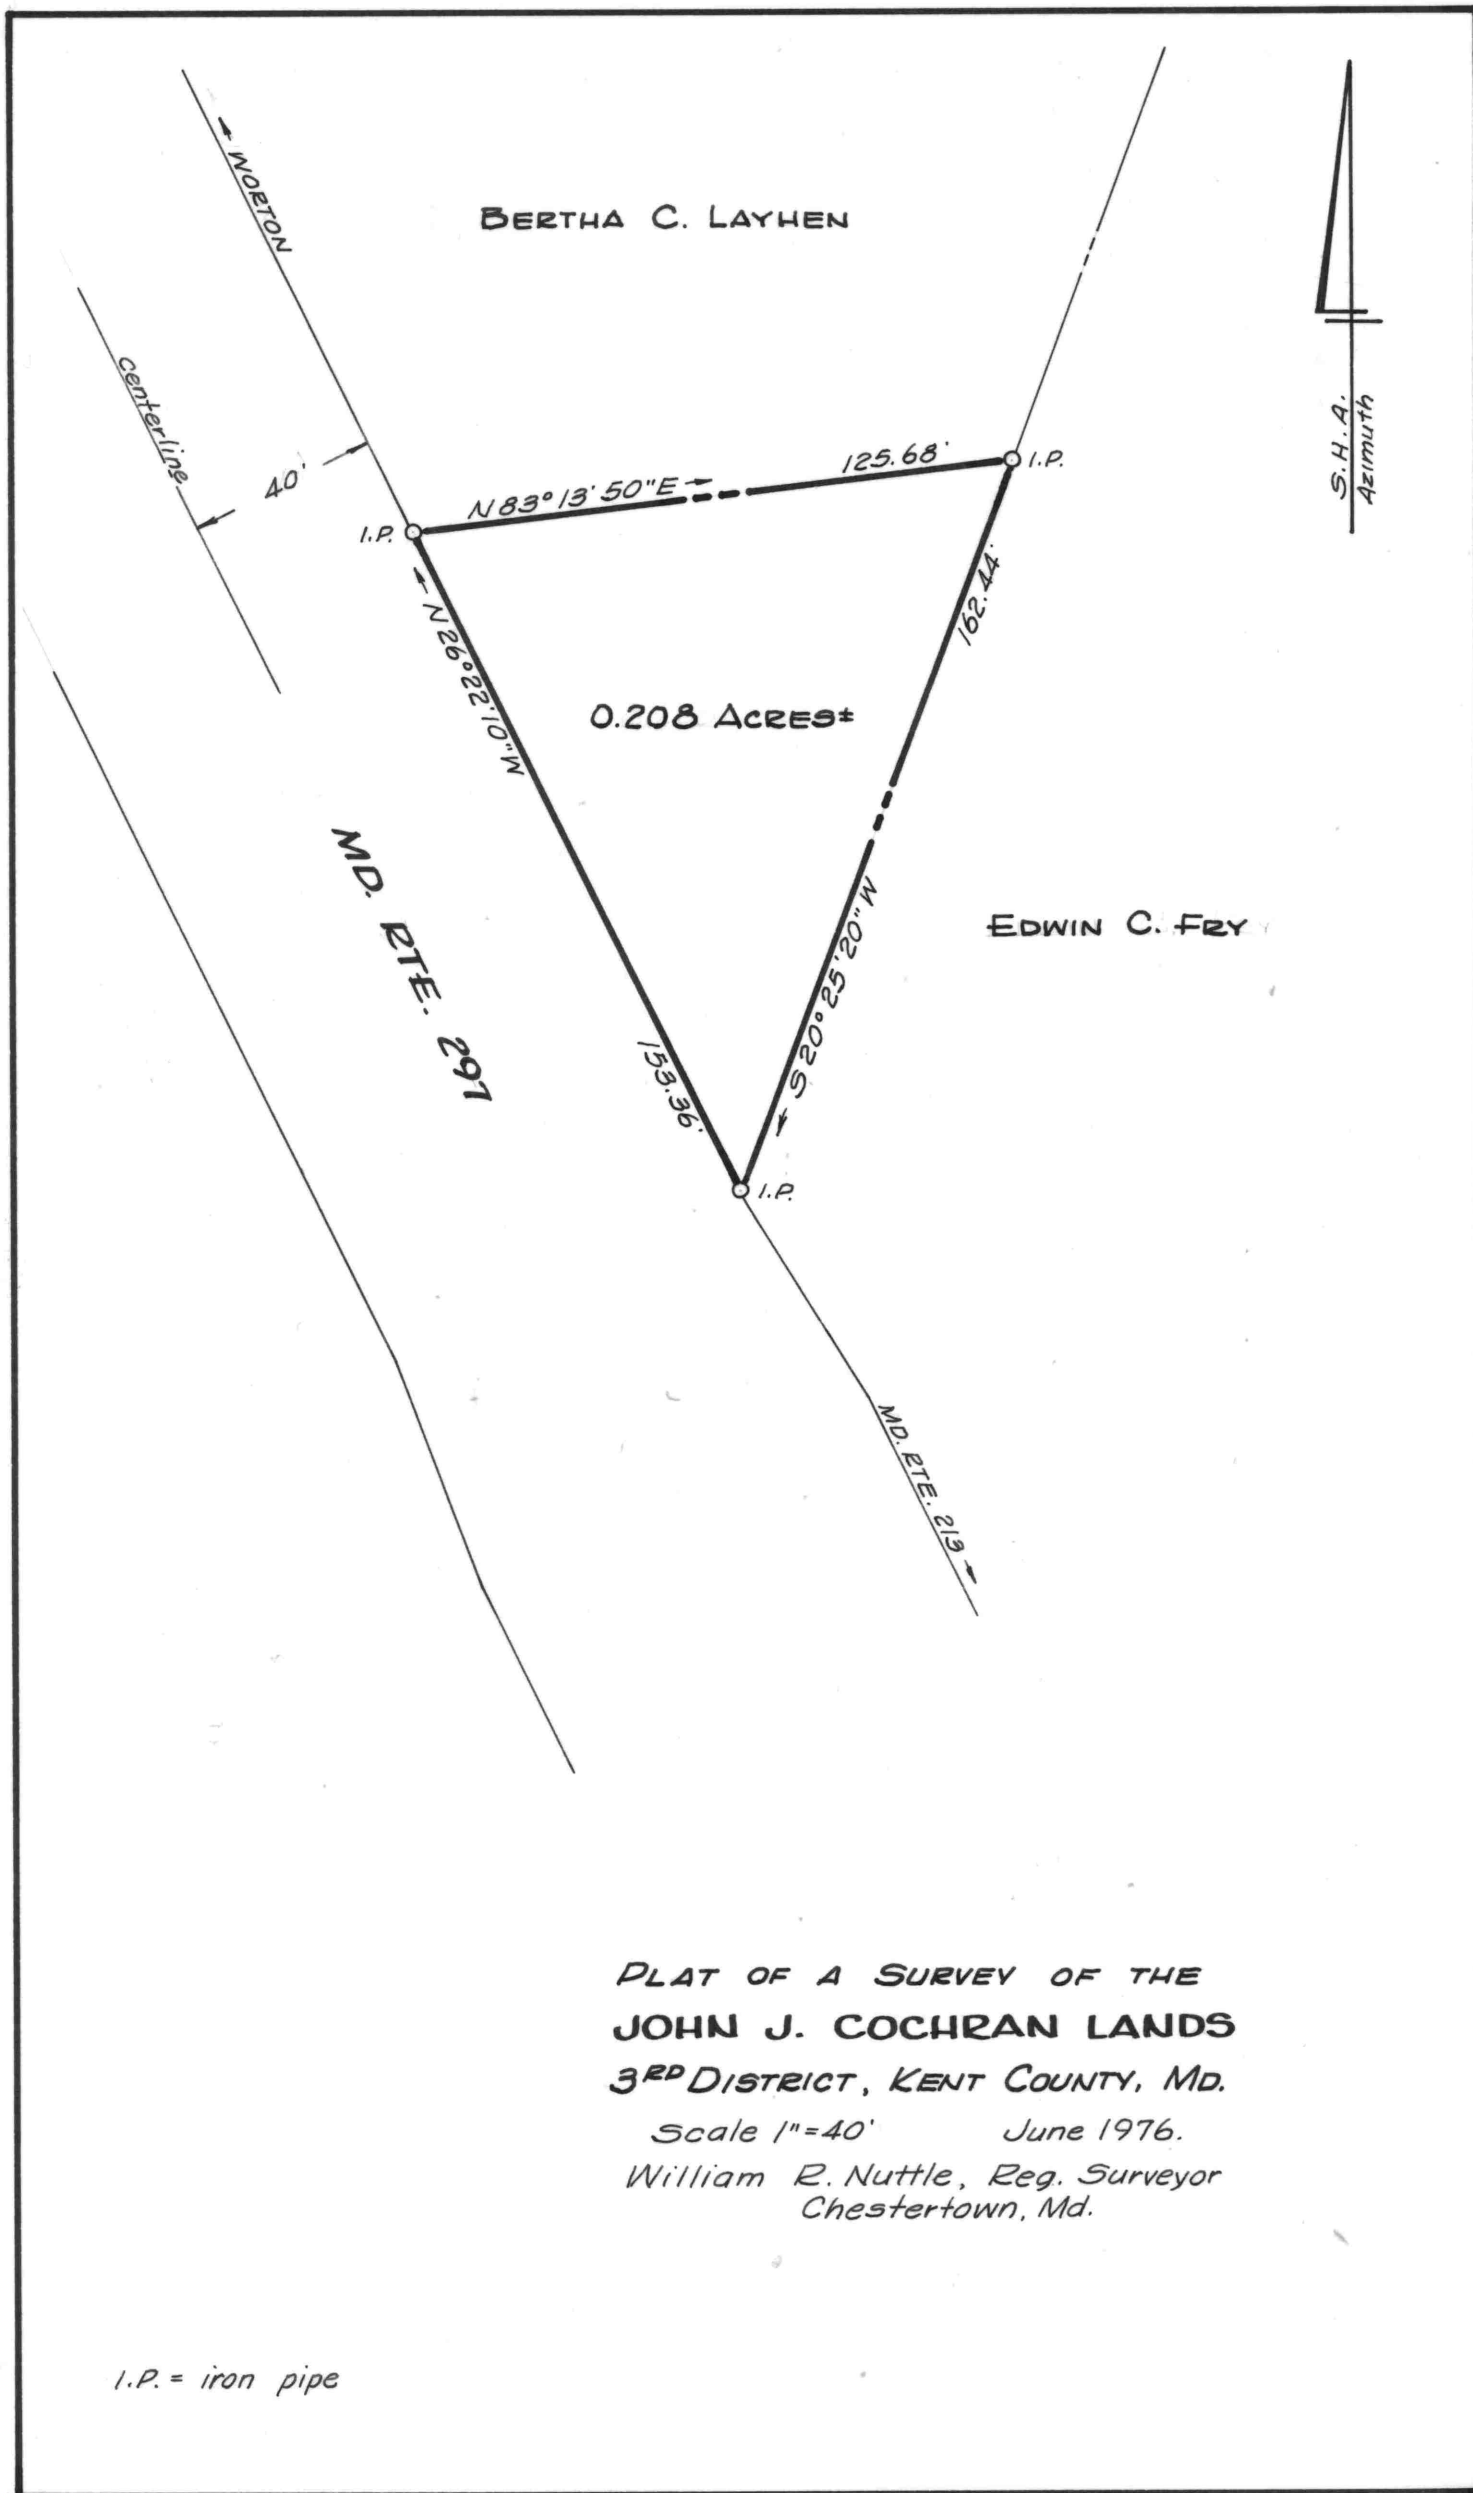 WORTON
BERTHA C. LAYHEN
centerline
40'
S.H.A.
Azimuth
N 83° 13' 50" E
125.68'
I.P.
I.P.
N 26° 22' 10" W
162.44'
0.208 ACRES±
MD. RTE. 297
EDWIN C. FRY
S 20° 25' 20" W
153.36'
I.P.
MD. RTE. 213
PLAT OF A SURVEY OF THE
JOHN J. COCHRAN LANDS
3RD DISTRICT, KENT COUNTY, MD.
Scale 1"=40' June 1976.
William R. Nuttle, Reg. Surveyor
Chestertown, Md.
I.P. = iron pipe